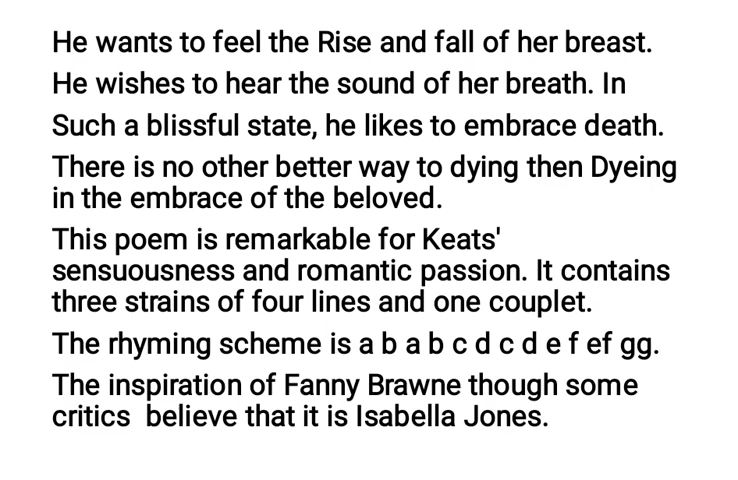 He wants to feel the Rise and fall of her breast.
He wishes to hear the sound of her breath. In
Such a blissful state, he likes to embrace death.
There is no other better way to dying then Dyeing
in the embrace of the beloved.
This poem is remarkable for Keats'
sensuousness and romantic passion. It contains
three strains of four lines and one couplet.
The rhyming scheme is a b a b c d c d e f ef gg.
The inspiration of Fanny Brawne though some
critics  believe that it is Isabella Jones.